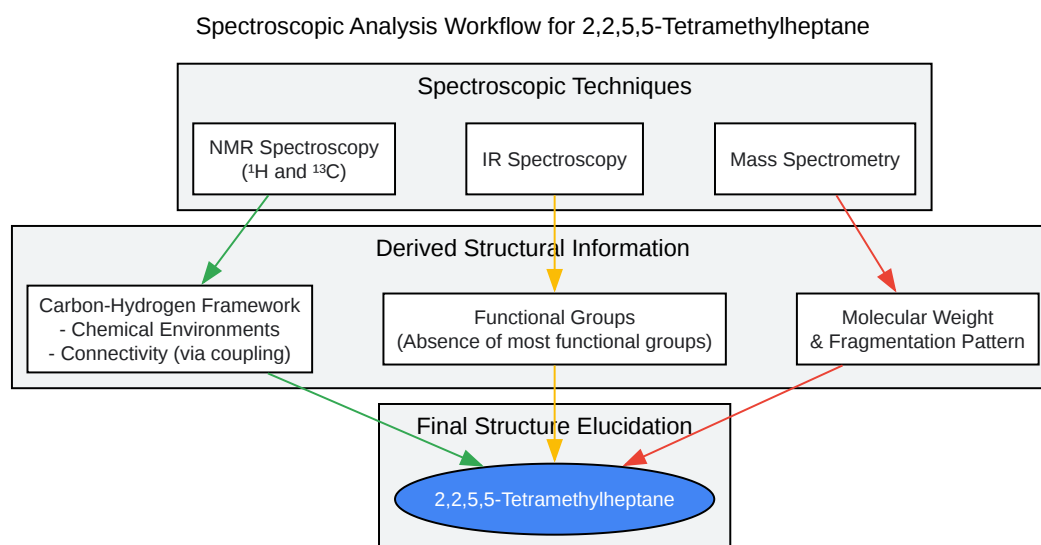 Spectroscopic Analysis Workflow for 2,2,5,5-Tetramethylheptane
Spectroscopic Techniques
NMR Spectroscopy
(¹H and ¹³C)
IR Spectroscopy
Mass Spectrometry
Derived Structural Information
Carbon-Hydrogen Framework
- Chemical Environments
- Connectivity (via coupling)
Functional Groups
(Absence of most functional groups)
Molecular Weight
& Fragmentation Pattern
Final Structure Elucidation
2,2,5,5-Tetramethylheptane